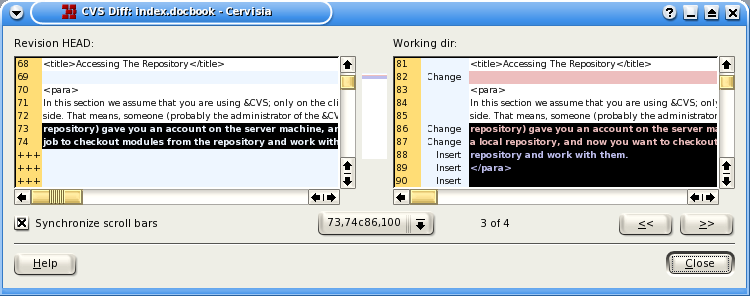 CVS Diff: index.docbook - Cervisia
Revision HEAD:
68 <title>Accessing The Repository</title>
69
70 <para>
71 In this section we assume that you are using &CVS; only on the cli
72 side. That means, someone (probably the administrator of the &CV
73 repository) gave you an account on the server machine, an
74 job to checkout modules from the repository and work with
+++
+++
+++
Working dir:
81 <title>Accessing The Repository</title>
82 Change
83 <para>
84 In this section we assume that you are using &CVS; only
85 side. That means, someone (probably the administrator o
86 Change repository) gave you an account on the server ma
87 Change a local repository, and now you want to checkout
88 Insert repository and work with them.
89 Insert </para>
90 Insert
Synchronize scroll bars
73,74c86,100
3 of 4
<<
>>
Help
Close